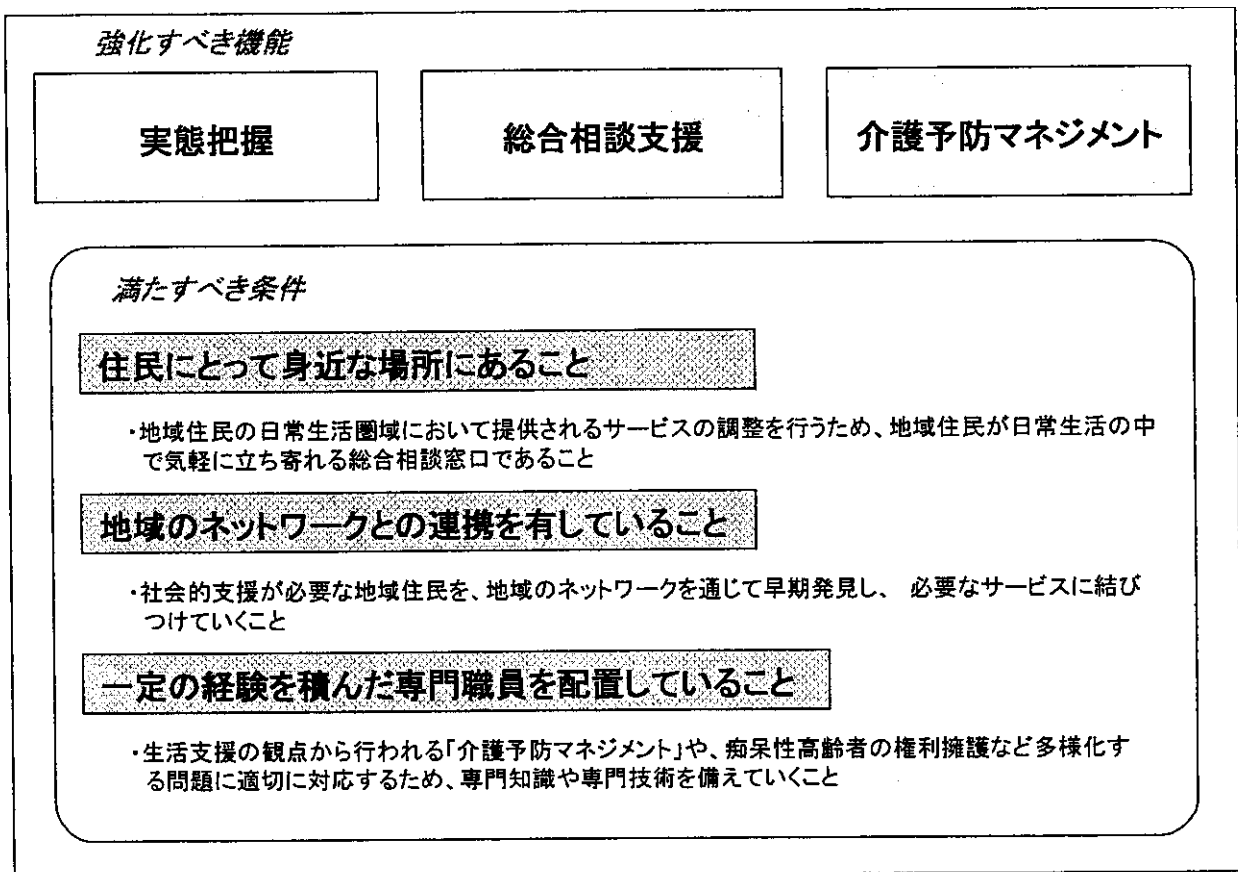 強化すべき機能
実態把握
総合相談支援
介護予防マネジメント
満たすべき条件
住民にとって身近な場所にあること
・地域住民の日常生活圏域において提供されるサービスの調整を行うため、地域住民が日常生活の中
で気軽に立ち寄れる総合相談窓口であること
地域のネットワークとの連携を有していること
・社会的支援が必要な地域住民を、地域のネットワークを通じて早期発見し、 必要なサービスに結び
つけていくこと
一定の経験を積んだ専門職員を配置していること
・生活支援の観点から行われる「介護予防マネジメント」や、痴呆性高齢者の権利擁護など多様化す
る問題に適切に対応するため、専門知識や専門技術を備えていくこと